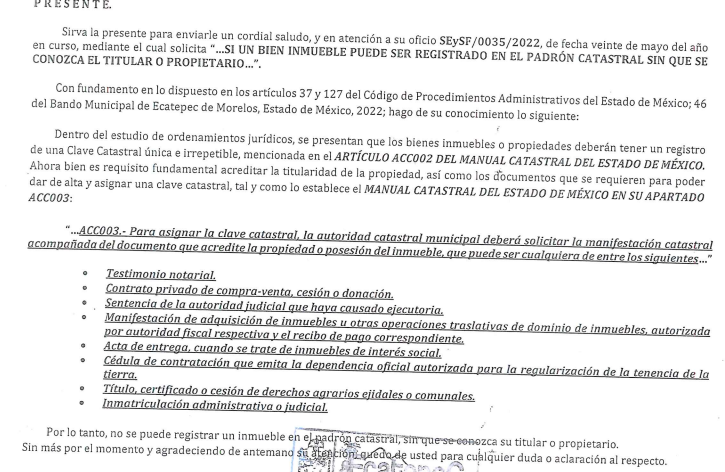 PRESENTE.
Sirva la presente para enviarle un cordial saludo, y en atención a su oficio SEySF/0035/2022, de fecha veinte de mayo del año
en curso, mediante el cual solicita "...SI UN BIEN INMUEBLE PUEDE SER REGISTRADO EN EL PADRÓN CATASTRAL SIN QUE SE
CONOZCA EL TITULAR O PROPIETARIO...".
Con fundamento en lo dispuesto en los artículos 37 y 127 del Código de Procedimientos Administrativos del Estado de México; 46
del Bando Municipal de Ecatepec de Morelos, Estado de México, 2022; hago de su conocimiento lo siguiente:
Dentro del estudio de ordenamientos jurídicos, se presentan que los bienes inmuebles o propiedades deberán tener un registro
de una Clave Catastral única e irrepetible, mencionada en el ARTÍCULO ACC002 DEL MANUAL CATASTRAL DEL ESTADO DE MÉXICO.
Ahora bien es requisito fundamental acreditar la titularidad de la propiedad, así como los documentos que se requieren para poder
dar de alta y asignar una clave catastral, tal y como lo establece el MANUAL CATASTRAL DEL ESTADO DE MÉXICO EN SU APARTADO
ACC003:
"...ACC003.- Para asignar la clave catastral, la autoridad catastral municipal deberá solicitar la manifestación catastral
acompañada del documento que acredite la propiedad o posesión del inmueble, que puede ser cualquiera de entre los siguientes..."
• Testimonio notarial.
• Contrato privado de compra-venta, cesión o donación.
• Sentencia de la autoridad judicial que haya causado ejecutoria.
• Manifestación de adquisición de inmuebles u otras operaciones traslativas de dominio de inmuebles, autorizada
por autoridad fiscal respectiva y el recibo de pago correspondiente.
• Acta de entrega, cuando se trate de inmuebles de interés social.
• Cédula de contratación que emita la dependencia oficial autorizada para la regularización de la tenencia de la
tierra.
• Título, certificado o cesión de derechos agrarios ejidales o comunales.
• Inmatriculación administrativa o judicial.
Por lo tanto, no se puede registrar un inmueble en el padrón catastral, sin que se conozca su titular o propietario.
Sin más por el momento y agradeciendo de antemano su atención, quedo de usted para cualquier duda o aclaración al respecto.
Ecatepec